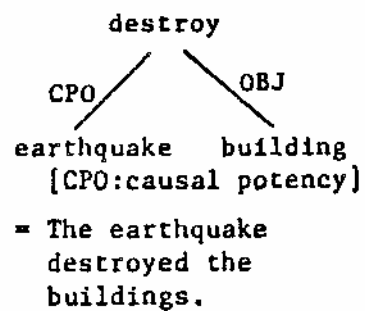 destroy
CPO OBJ
earthquake building
[CPO:causal potency]
= The earthquake
destroyed the
buildings.